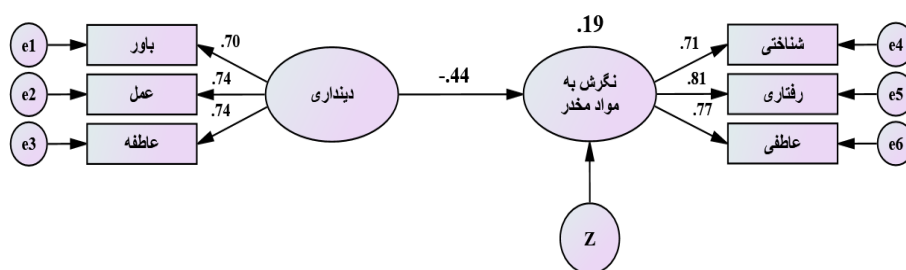 .19
e1
باور
.70
.71
شناختی
e4
e2
عمل
.74
دینداری
-.44
نگرش به
مواد مخدر
.81
رفتاری
e5
e3
عاطفه
.74
.77
عاطفی
e6
Z